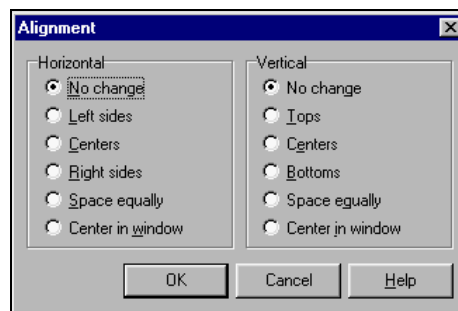 Alignment
Horizontal
No change
Left sides
Centers
Right sides
Space equally
Center in window
Vertical
No change
Tops
Centers
Bottoms
Space equally
Center in window
OK
Cancel
Help